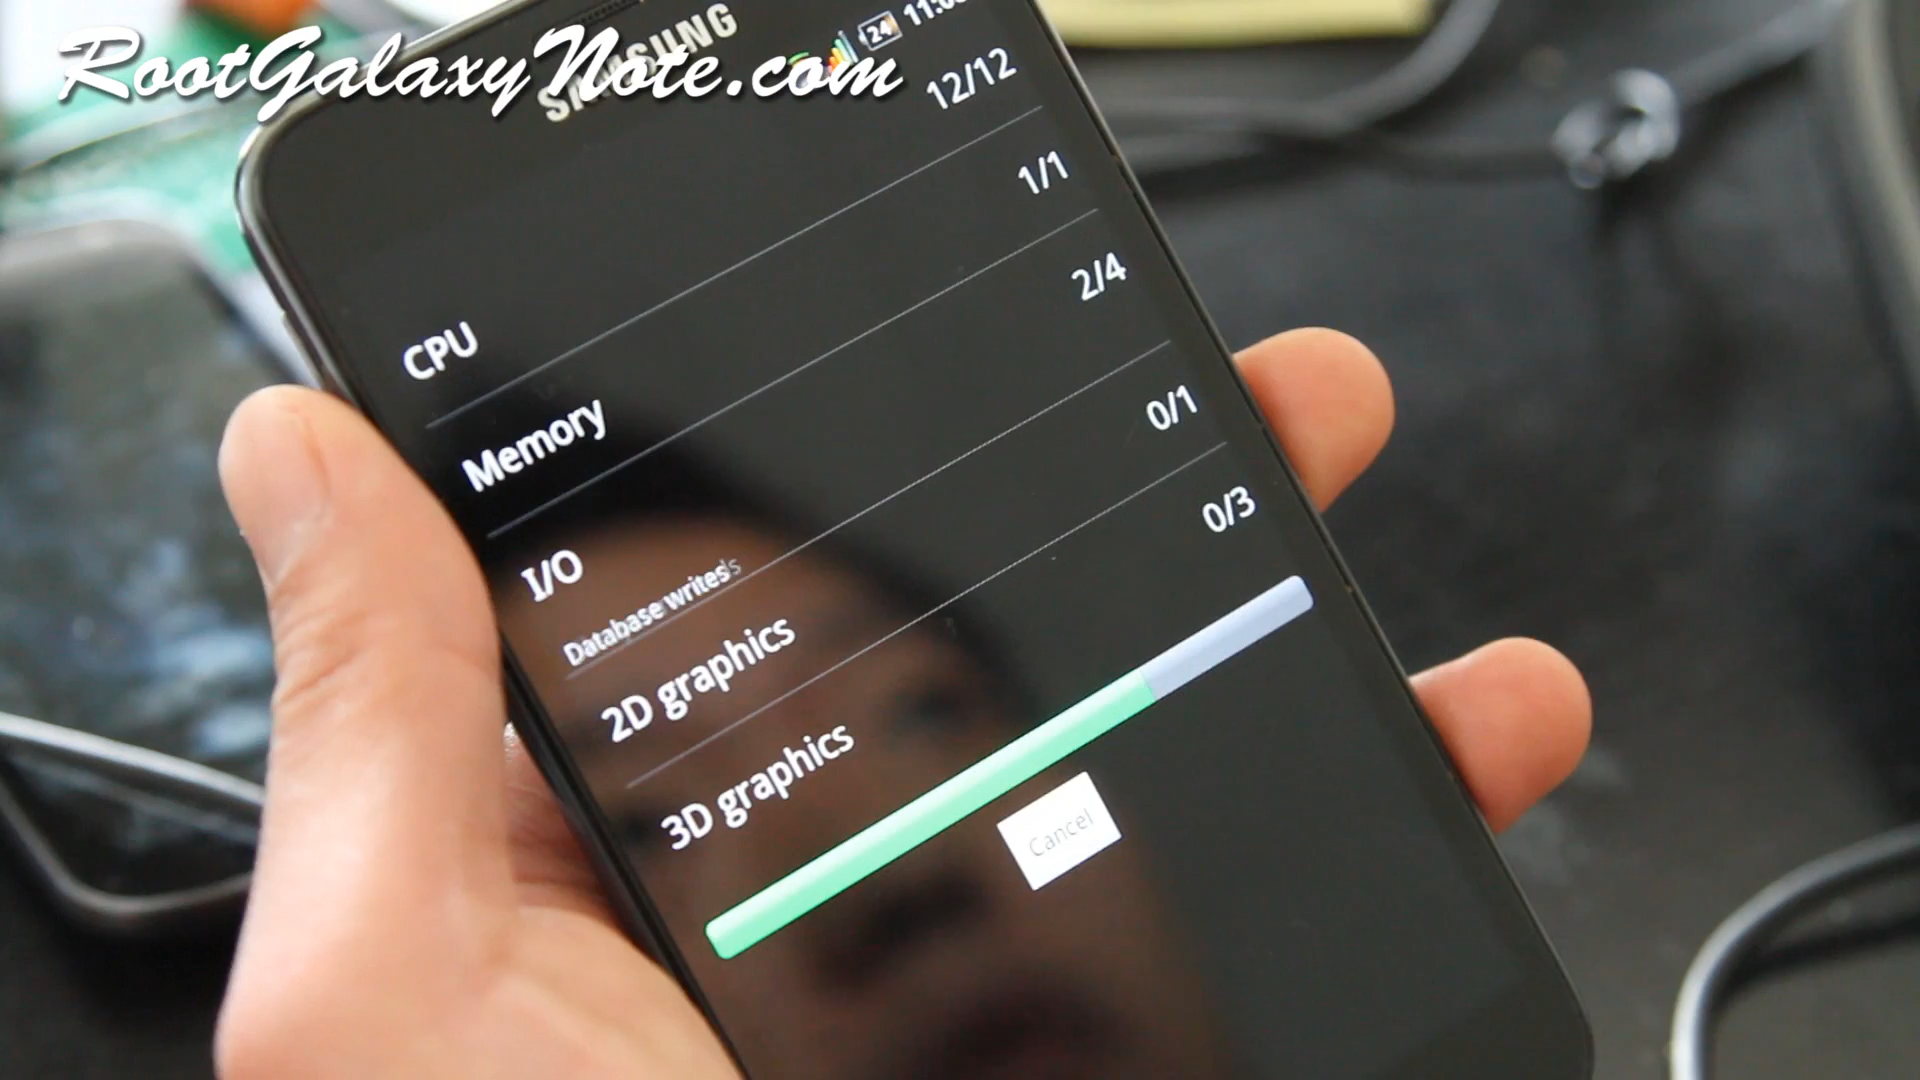 RootGalaxyNote.com
SAMSUNG
24
12/12
CPU
1/1
Memory
2/4
I/O
Database writes
0/1
2D graphics
0/3
3D graphics
Cancel